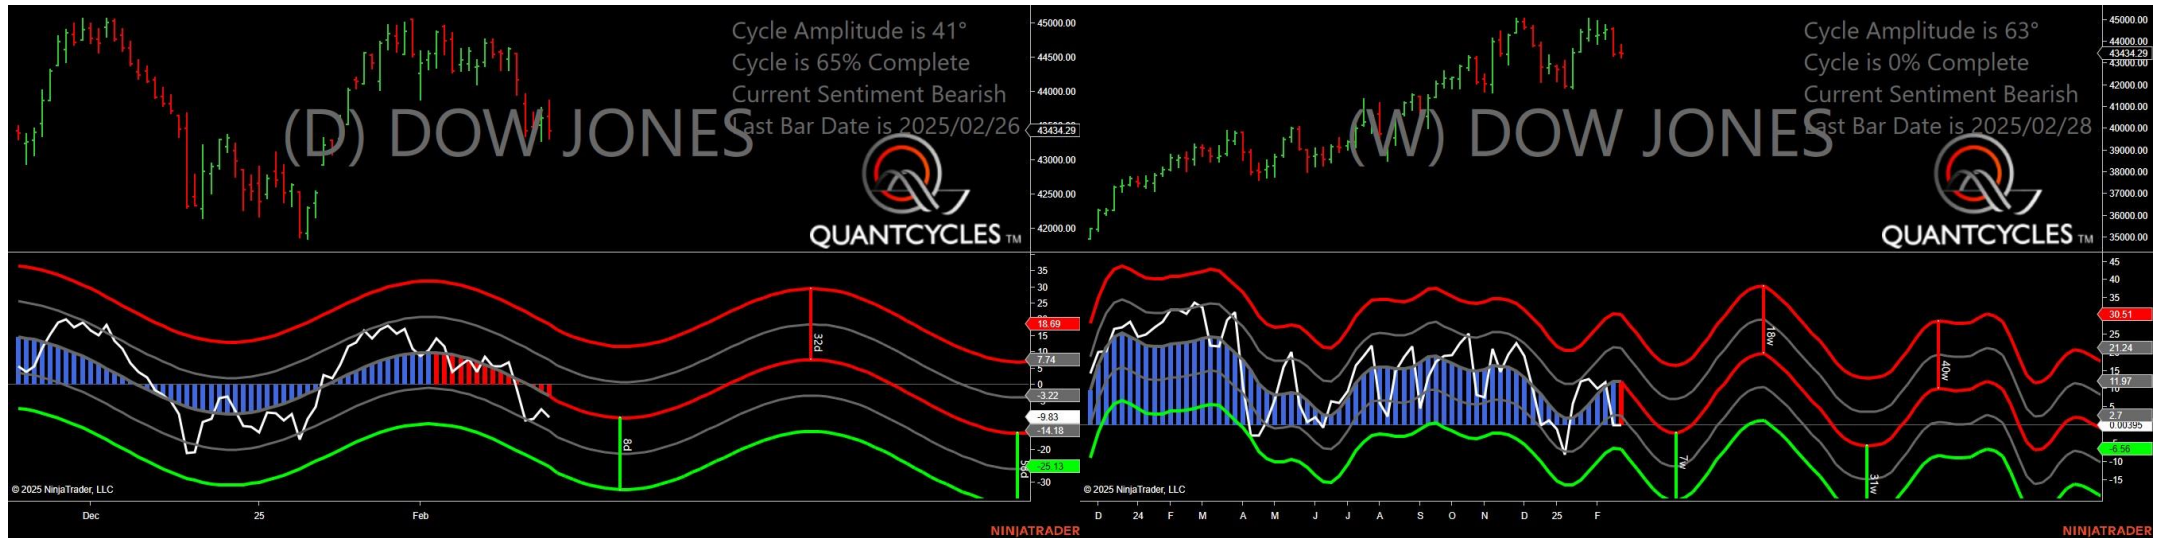 Cycle Amplitude is 41°
Cycle is 65% Complete
Current Sentiment Bearish
Last Bar Date is 2025/02/26
(D) DOW JONES
QUANTCYCLES TM
45000.00
44500.00
44000.00
43434.29
43000.00
42500.00
42000.00
35
30
25
18.69
15
10
7.74
5
0
-3.22
-9.83
-14.18
-20
-25.13
-30
8d
32d
© 2025 NinjaTrader, LLC
Dec
25
Feb
NINJATRADER
Cycle Amplitude is 63°
Cycle is 0% Complete
Current Sentiment Bearish
Last Bar Date is 2025/02/28
(W) DOW JONES
QUANTCYCLES TM
45000.00
44000.00
43434.29
43000.00
42000.00
41000.00
40000.00
39000.00
38000.00
37000.00
36000.00
35000.00
45
40
35
30.51
25
21.24
15
11.97
10
5
2.7
0.00395
-6.56
-10
-15
7w
18w
31w
40w
© 2025 NinjaTrader, LLC
D 24 F M A M J J A S O N D 25 F
NINJATRADER